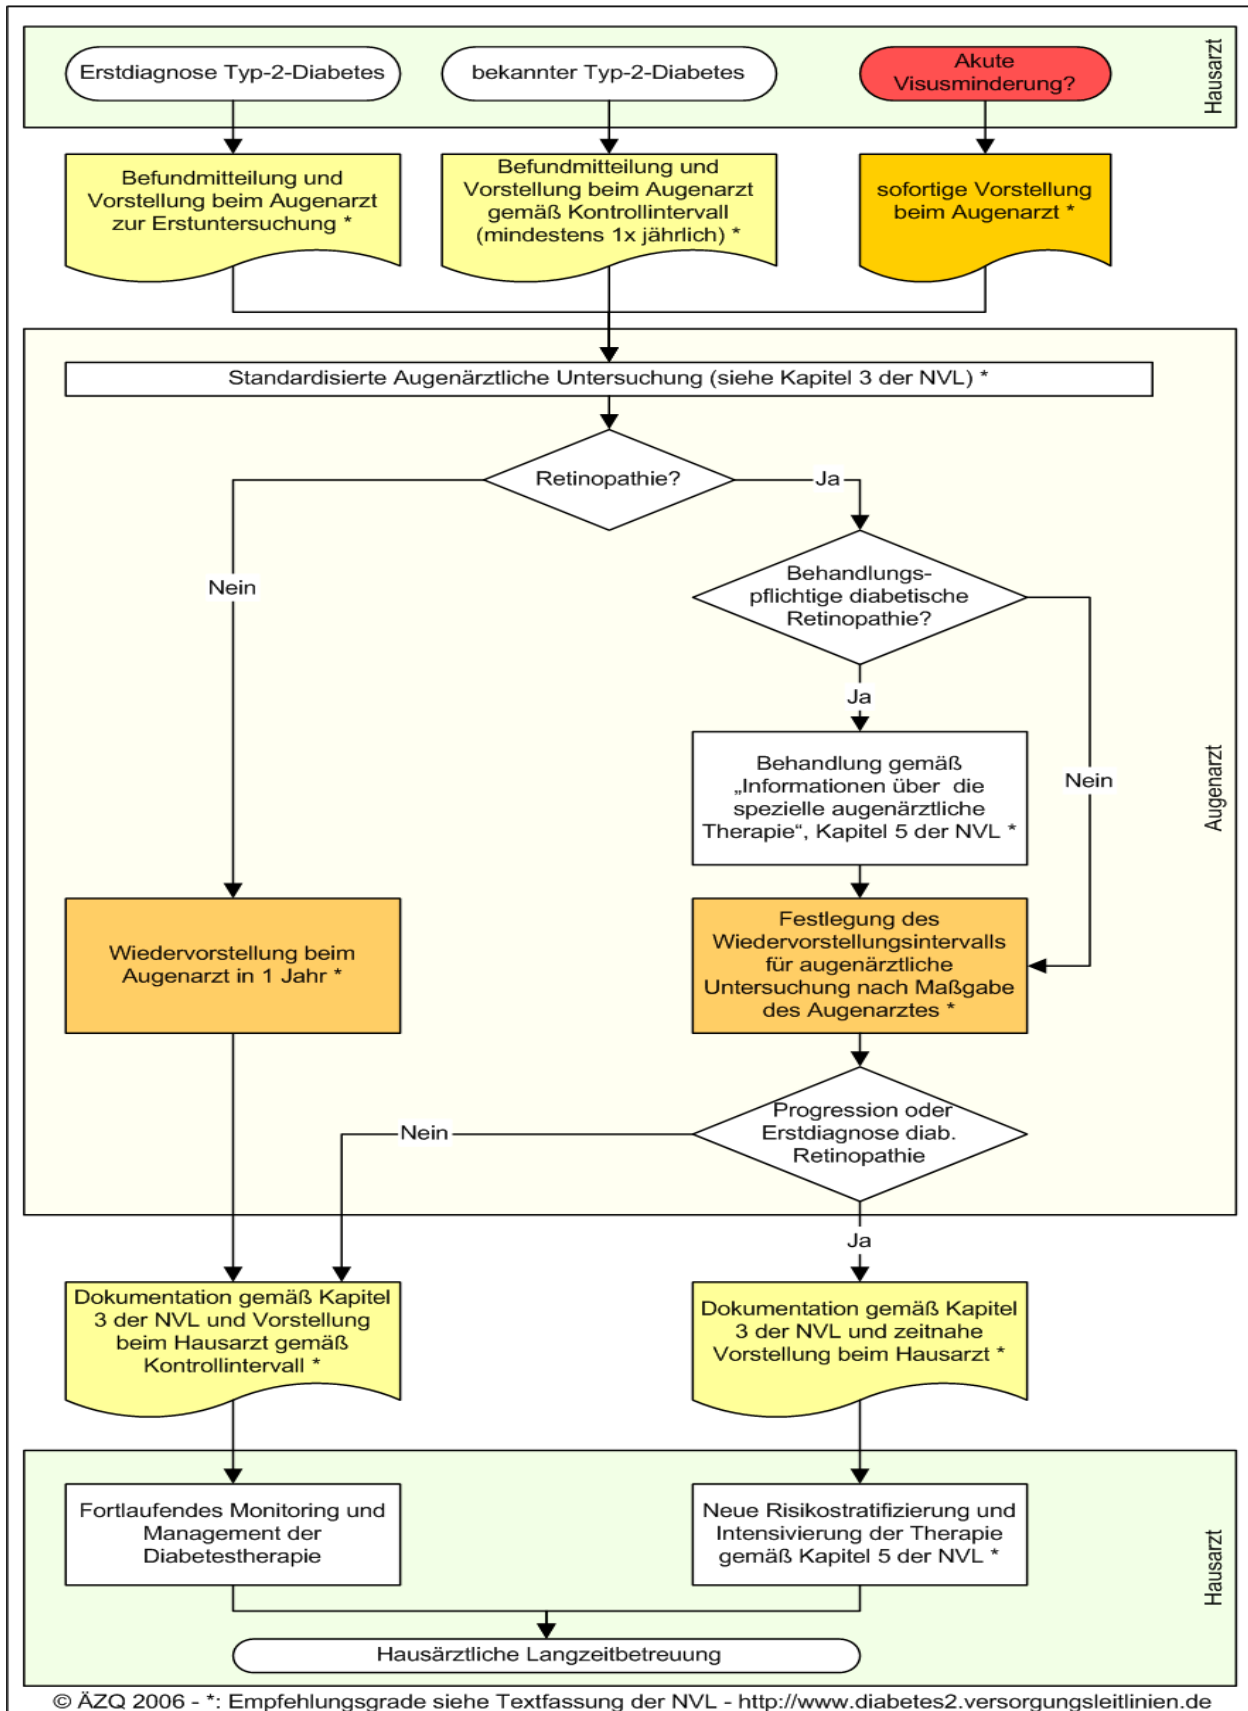 Erstdiagnose Typ-2-Diabetes
bekannter Typ-2-Diabetes
Akute
Visusminderung?
Hausarzt
Befundmitteilung und
Vorstellung beim Augenarzt
zur Erstuntersuchung *
Befundmitteilung und
Vorstellung beim Augenarzt
gemäß Kontrollintervall
(mindestens 1x jährlich) *
sofortige Vorstellung
beim Augenarzt *
Standardisierte Augenärztliche Untersuchung (siehe Kapitel 3 der NVL) *
Retinopathie?
Ja
Nein
Behandlungs-
pflichtige diabetische
Retinopathie?
Ja
Nein
Behandlung gemäß
„Informationen über die
spezielle augenärztliche
Therapie“, Kapitel 5 der NVL *
Augenarzt
Wiedervorstellung beim
Augenarzt in 1 Jahr *
Festlegung des
Wiedervorstellungsintervalls
für augenärztliche
Untersuchung nach Maßgabe
des Augenarztes *
Progression oder
Erstdiagnose diab.
Retinopathie
Nein
Ja
Dokumentation gemäß Kapitel
3 der NVL und Vorstellung
beim Hausarzt gemäß
Kontrollintervall *
Dokumentation gemäß Kapitel
3 der NVL und zeitnahe
Vorstellung beim Hausarzt *
Fortlaufendes Monitoring und
Management der
Diabetestherapie
Neue Risikostratifizierung und
Intensivierung der Therapie
gemäß Kapitel 5 der NVL *
Hausarzt
Hausärztliche Langzeitbetreuung
© ÄZQ 2006 - *: Empfehlungsgrade siehe Textfassung der NVL - http://www.diabetes2.versorgungsleitlinien.de